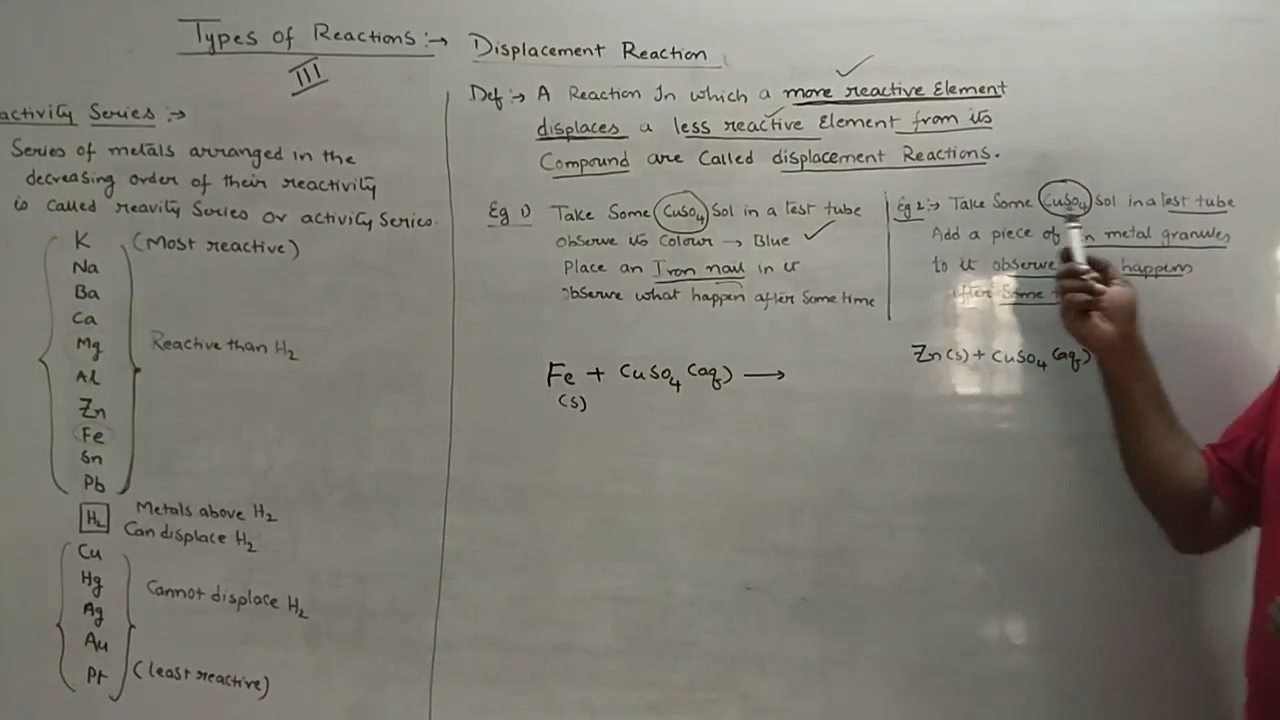 Types of Reactions :→ Displacement Reaction
III
activity Series :→
Series of metals arranged in the
decreasing order of their reactivity
is called reavity Series or activity Series.
K (Most reactive)
Na
Ba
Ca
Mg Reactive than H2
Al
Zn
Fe
Sn
Pb
H2 Metals above H2
Can displace H2
Cu
Hg Cannot displace H2
Ag
Au
Pt (least reactive)
Def :→ A Reaction In which a more reactive Element
displaces a less reactive Element from its
Compound are Called displacement Reactions.
Eg 1) Take Some CuSO4 Sol in a test tube
observe its Colour → Blue ✓
Place an Iron nail in it
observe what happen after Some time
Fe + CuSO4 (aq) →
(s)
Eg 2 :→ Take Some CuSO4 Sol in a test tube
Add a piece of metal granules
to it observe happens
after Some
Zn (s) + CuSO4 (aq)